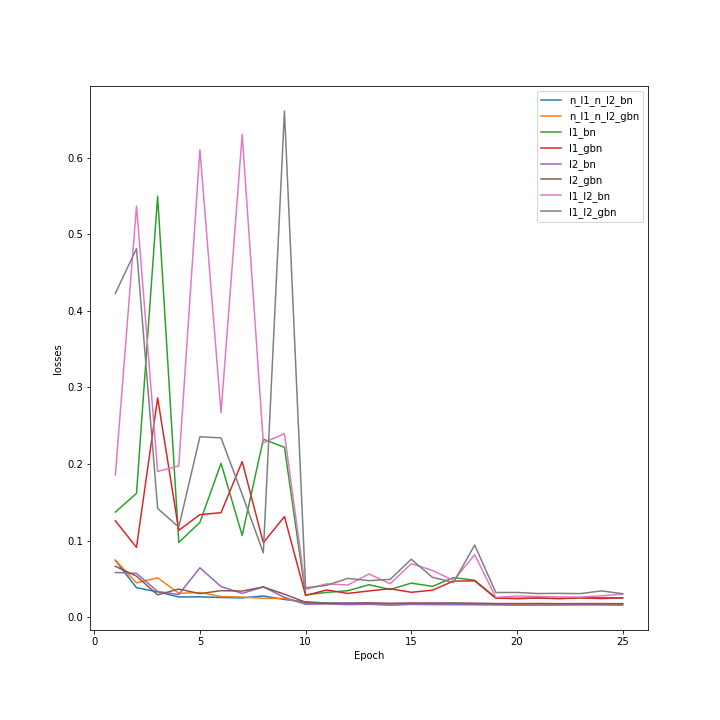 n_l1_n_l2_bn
n_l1_n_l2_gbn
l1_bn
l1_gbn
l2_bn
l2_gbn
l1_l2_bn
l1_l2_gbn
losses
0.6
0.5
0.4
0.3
0.2
0.1
0.0
0 5 10 15 20 25
Epoch